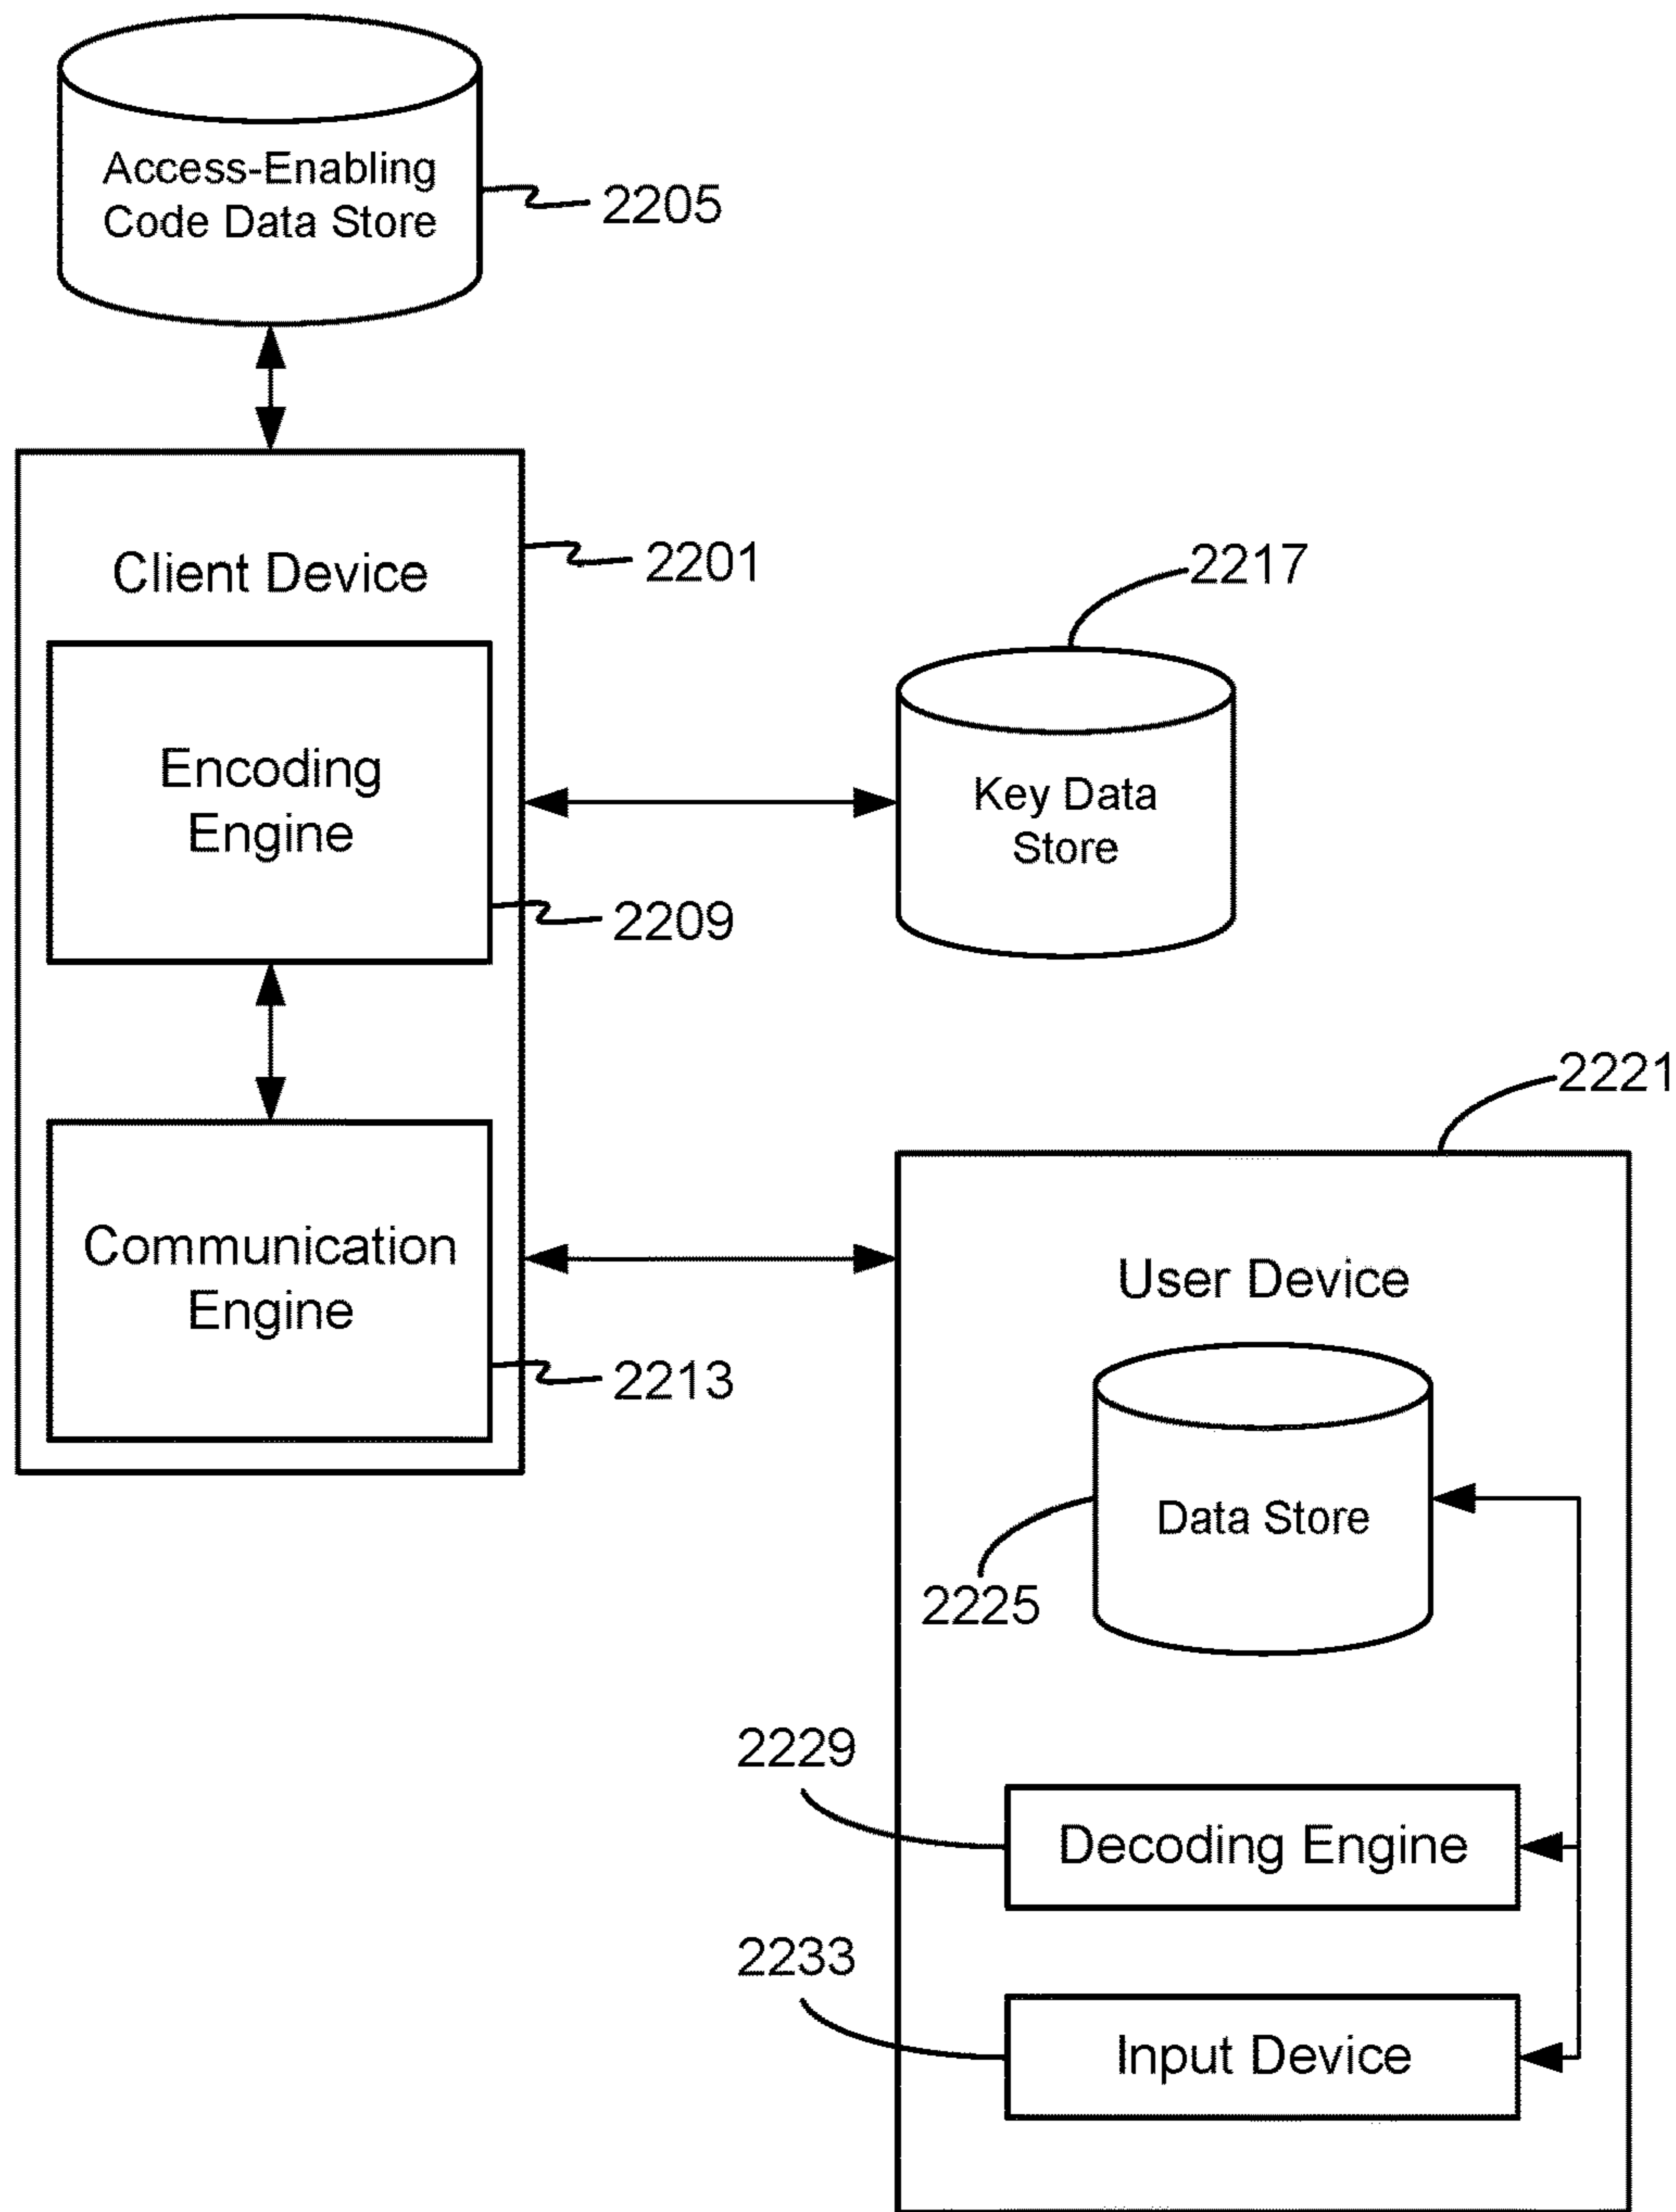 Access-Enabling
Code Data Store
2205
Client Device
2201
2217
Encoding
Engine
2209
Key Data
Store
2221
Communication
Engine
2213
User Device
Data Store
2225
2229
Decoding Engine
2233
Input Device